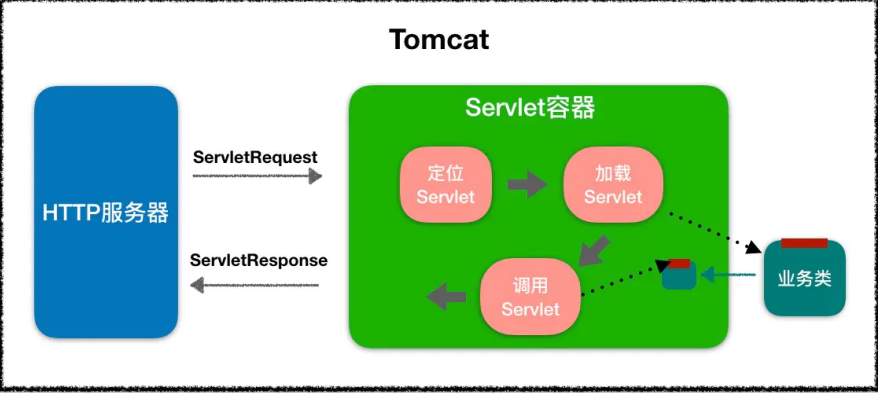 Tomcat
HTTP服务器
ServletRequest
ServletResponse
Servlet容器
定位
Servlet
加载
Servlet
调用
Servlet
业务类